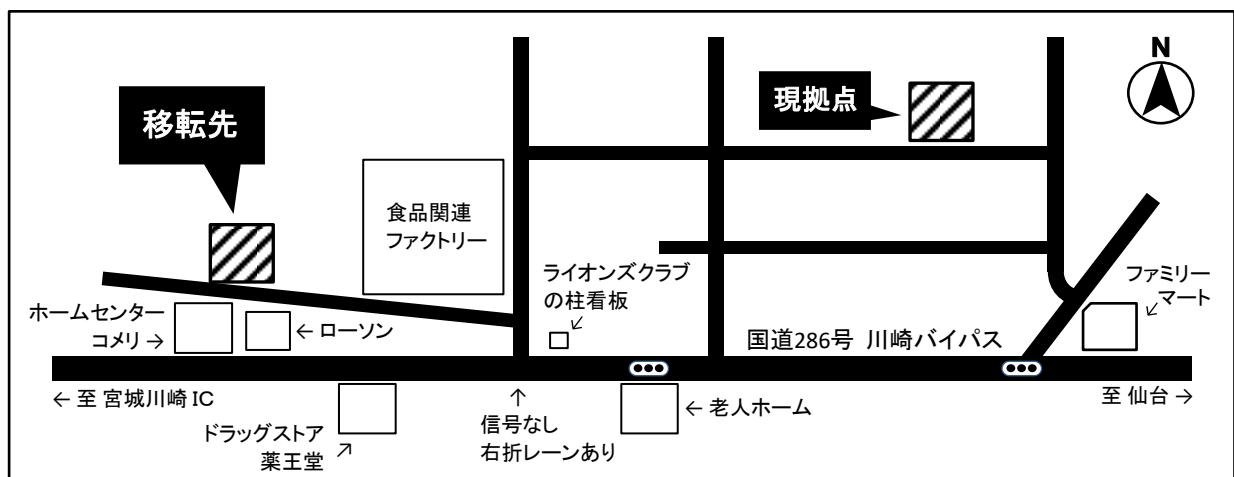 N
現拠点
移転先
食品関連
ファクトリー
ライオンズクラブ
の柱看板
↙
ファミリー
マート
↙
ホームセンター
コメリ →
← ローソン
国道286号 川崎バイパス
← 至 宮城川崎 IC
至 仙台 →
ドラッグストア
薬王堂 ↗
↑
信号なし
右折レーンあり
← 老人ホーム